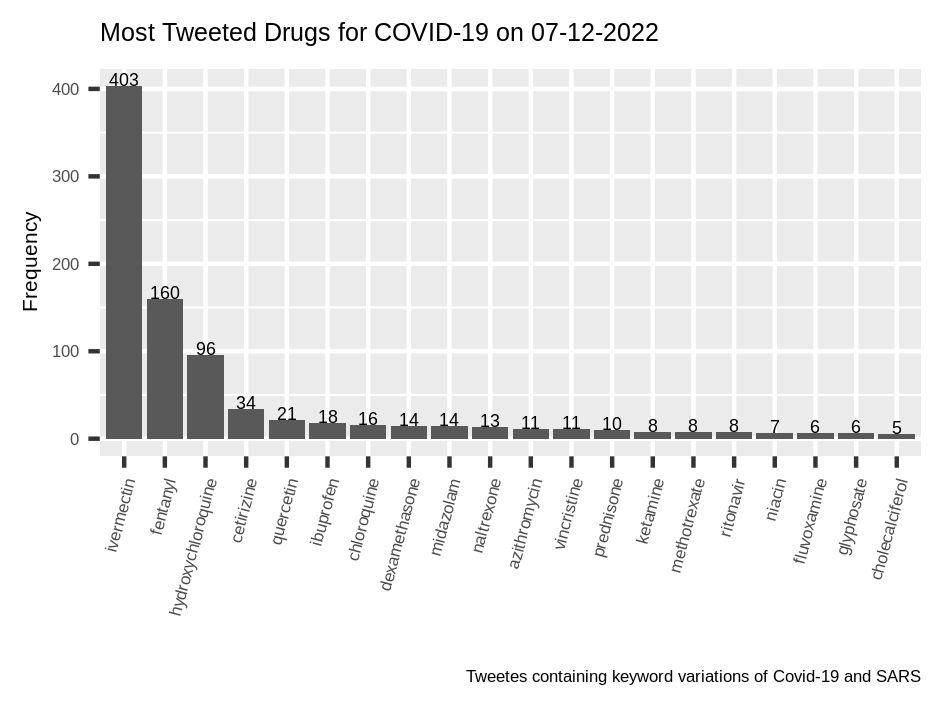 Most Tweeted Drugs for COVID-19 on 07-12-2022
Frequency
400
300
200
100
0
403
160
96
34
21
18
16
14
14
13
11
11
10
8
8
8
7
6
6
5
ivermectin
fentanyl
hydroxychloroquine
cetirizine
quercetin
ibuprofen
chloroquine
dexamethasone
midazolam
naltrexone
azithromycin
vincristine
prednisone
ketamine
methotrexate
ritonavir
niacin
fluvoxamine
glyphosate
cholecalciferol
Tweetes containing keyword variations of Covid-19 and SARS